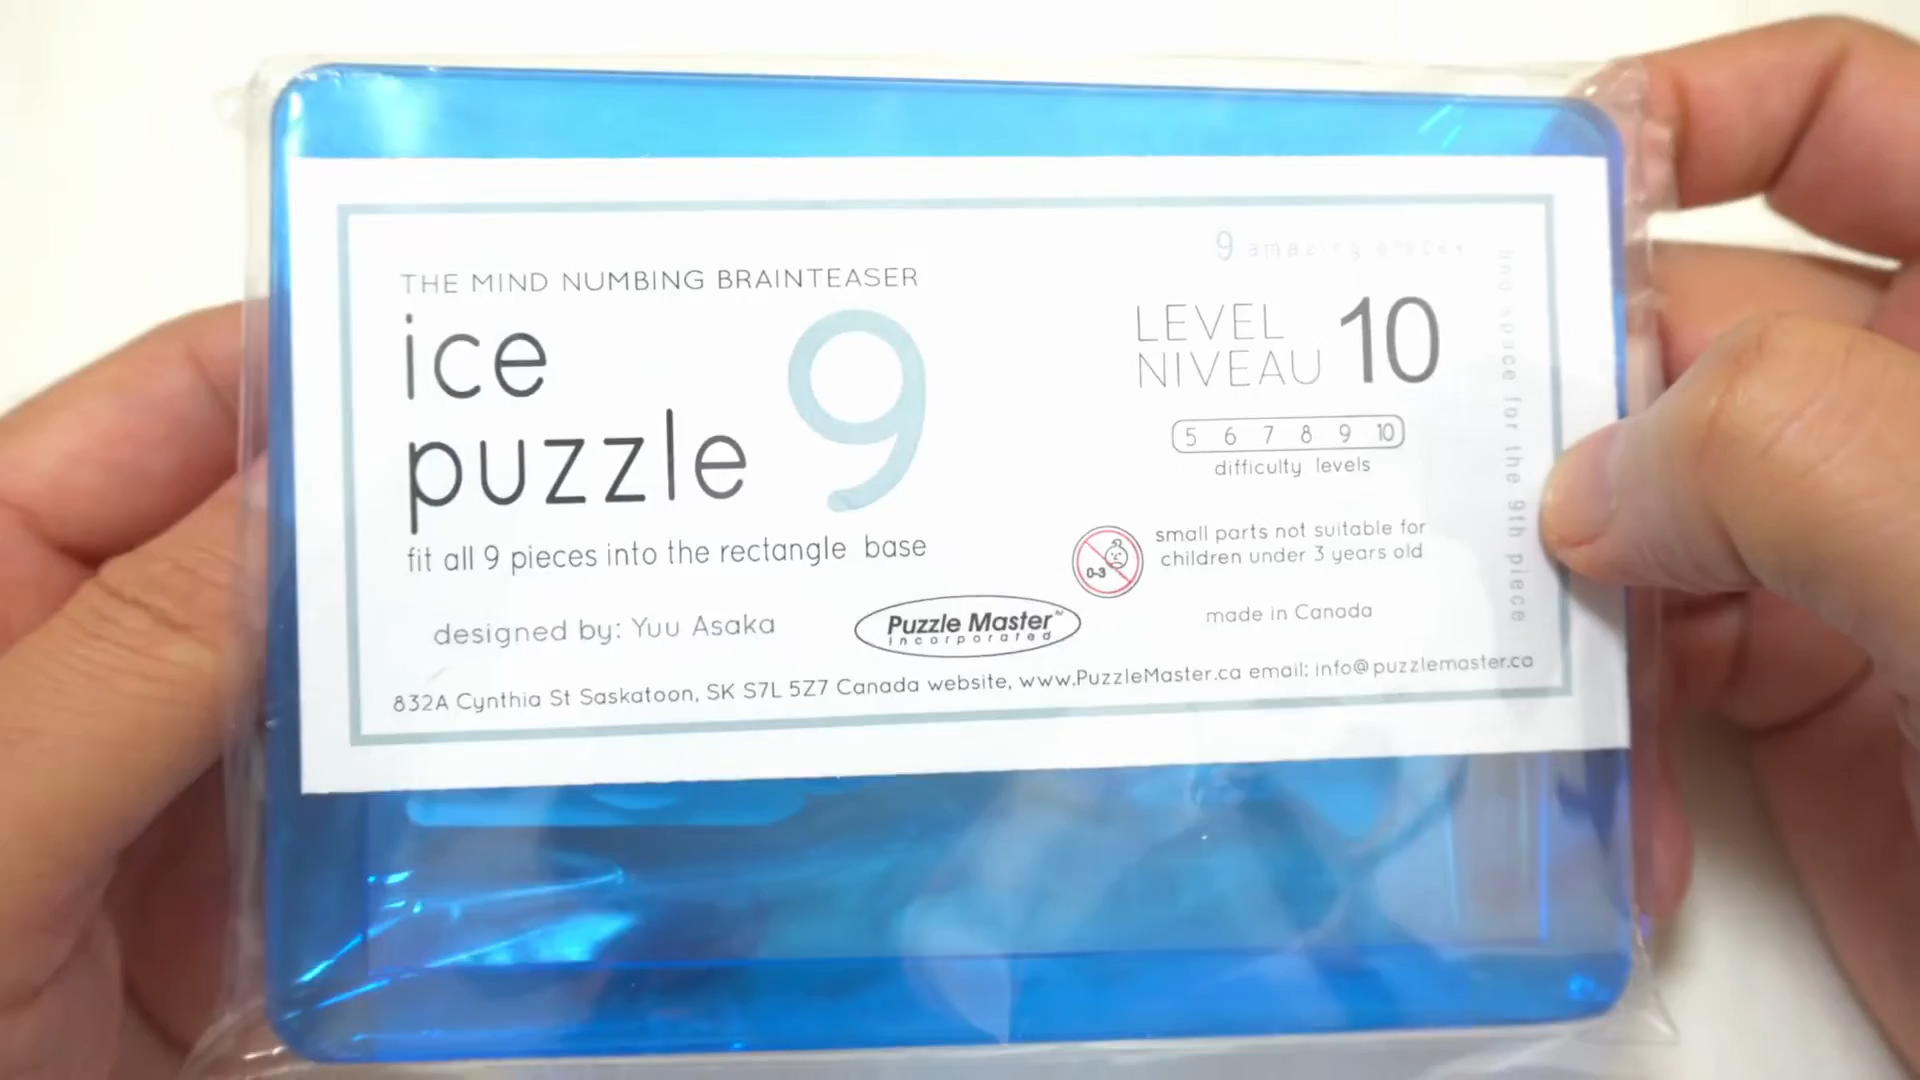 THE MIND NUMBING BRAINTEASER
ice
puzzle
9
fit all 9 pieces into the rectangle base
designed by: Yuu Asaka
Puzzle Master™
incorporated
9 amazing
LEVEL
NIVEAU
10
5 6 7 8 9 10
difficulty levels
0-3
small parts not suitable for
children under 3 years old
made in Canada
space for the 9th piece
832A Cynthia St Saskatoon, SK S7L 5Z7 Canada website, www.PuzzleMaster.ca email: info@puzzlemaster.ca